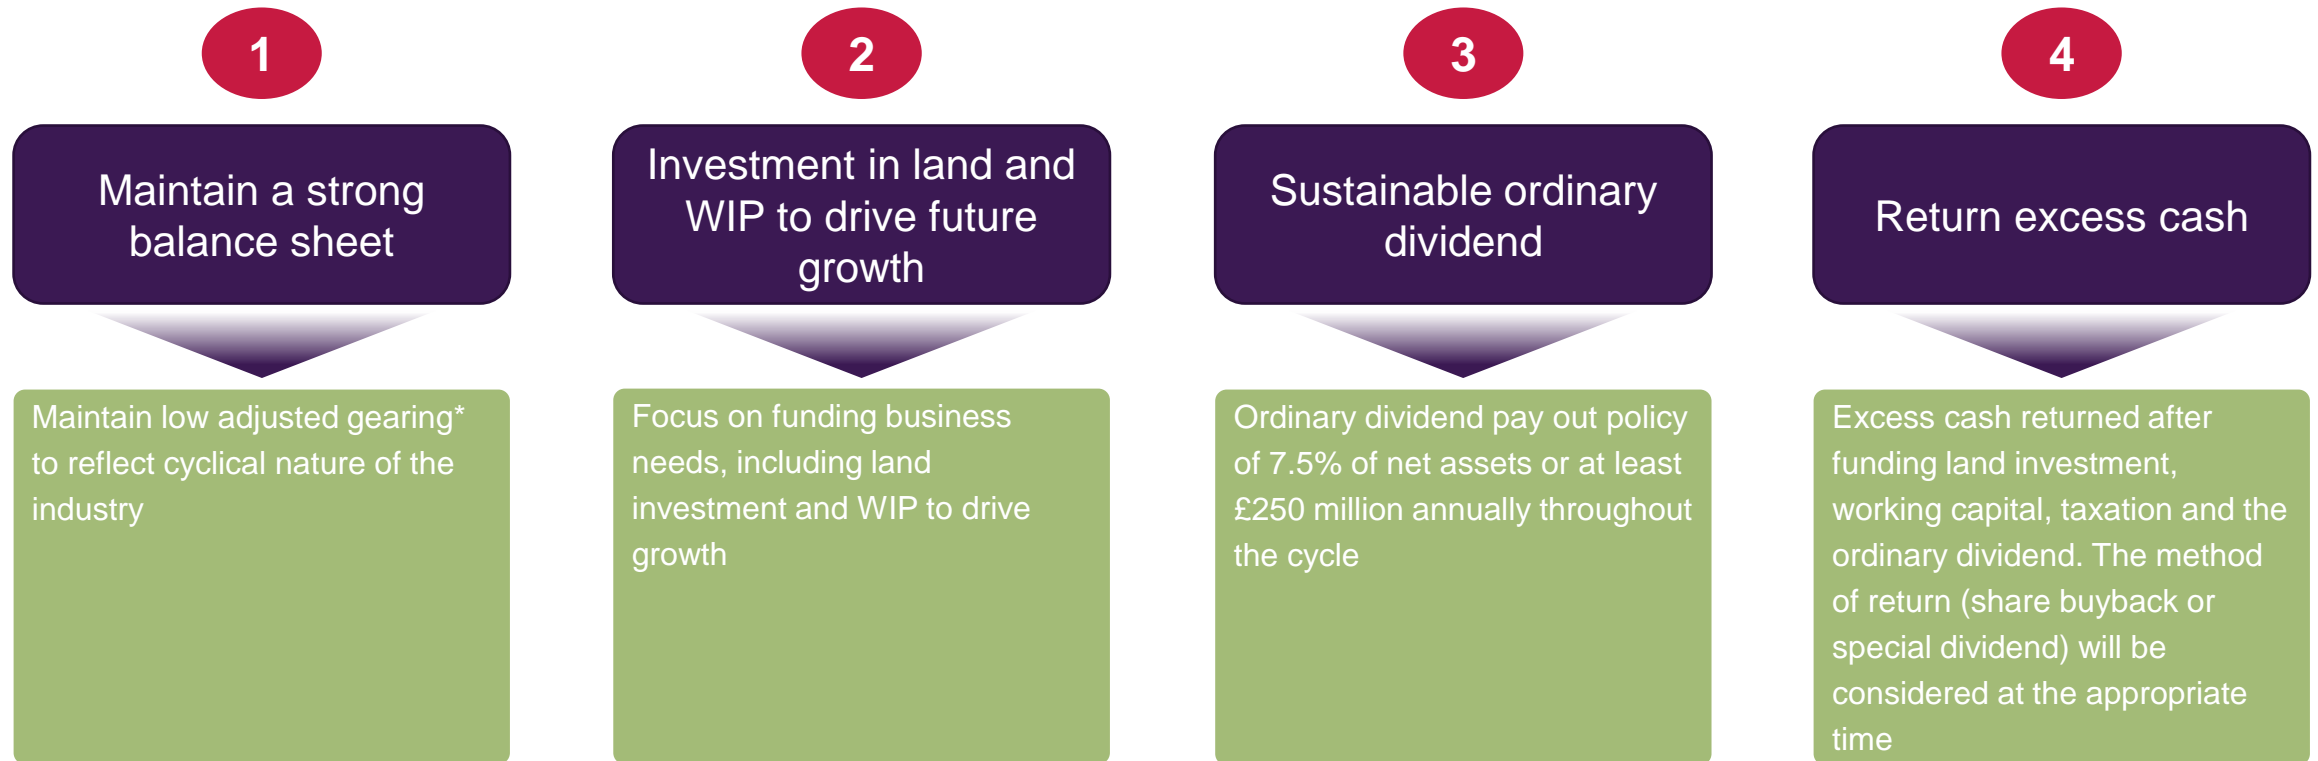 1
Maintain a strong
balance sheet
Maintain low adjusted gearing*
to reflect cyclical nature of the
industry
2
Investment in land and
WIP to drive future
growth
Focus on funding business
needs, including land
investment and WIP to drive
growth
3
Sustainable ordinary
dividend
Ordinary dividend pay out policy
of 7.5% of net assets or at least
£250 million annually throughout
the cycle
4
Return excess cash
Excess cash returned after
funding land investment,
working capital, taxation and the
ordinary dividend. The method
of return (share buyback or
special dividend) will be
considered at the appropriate
time